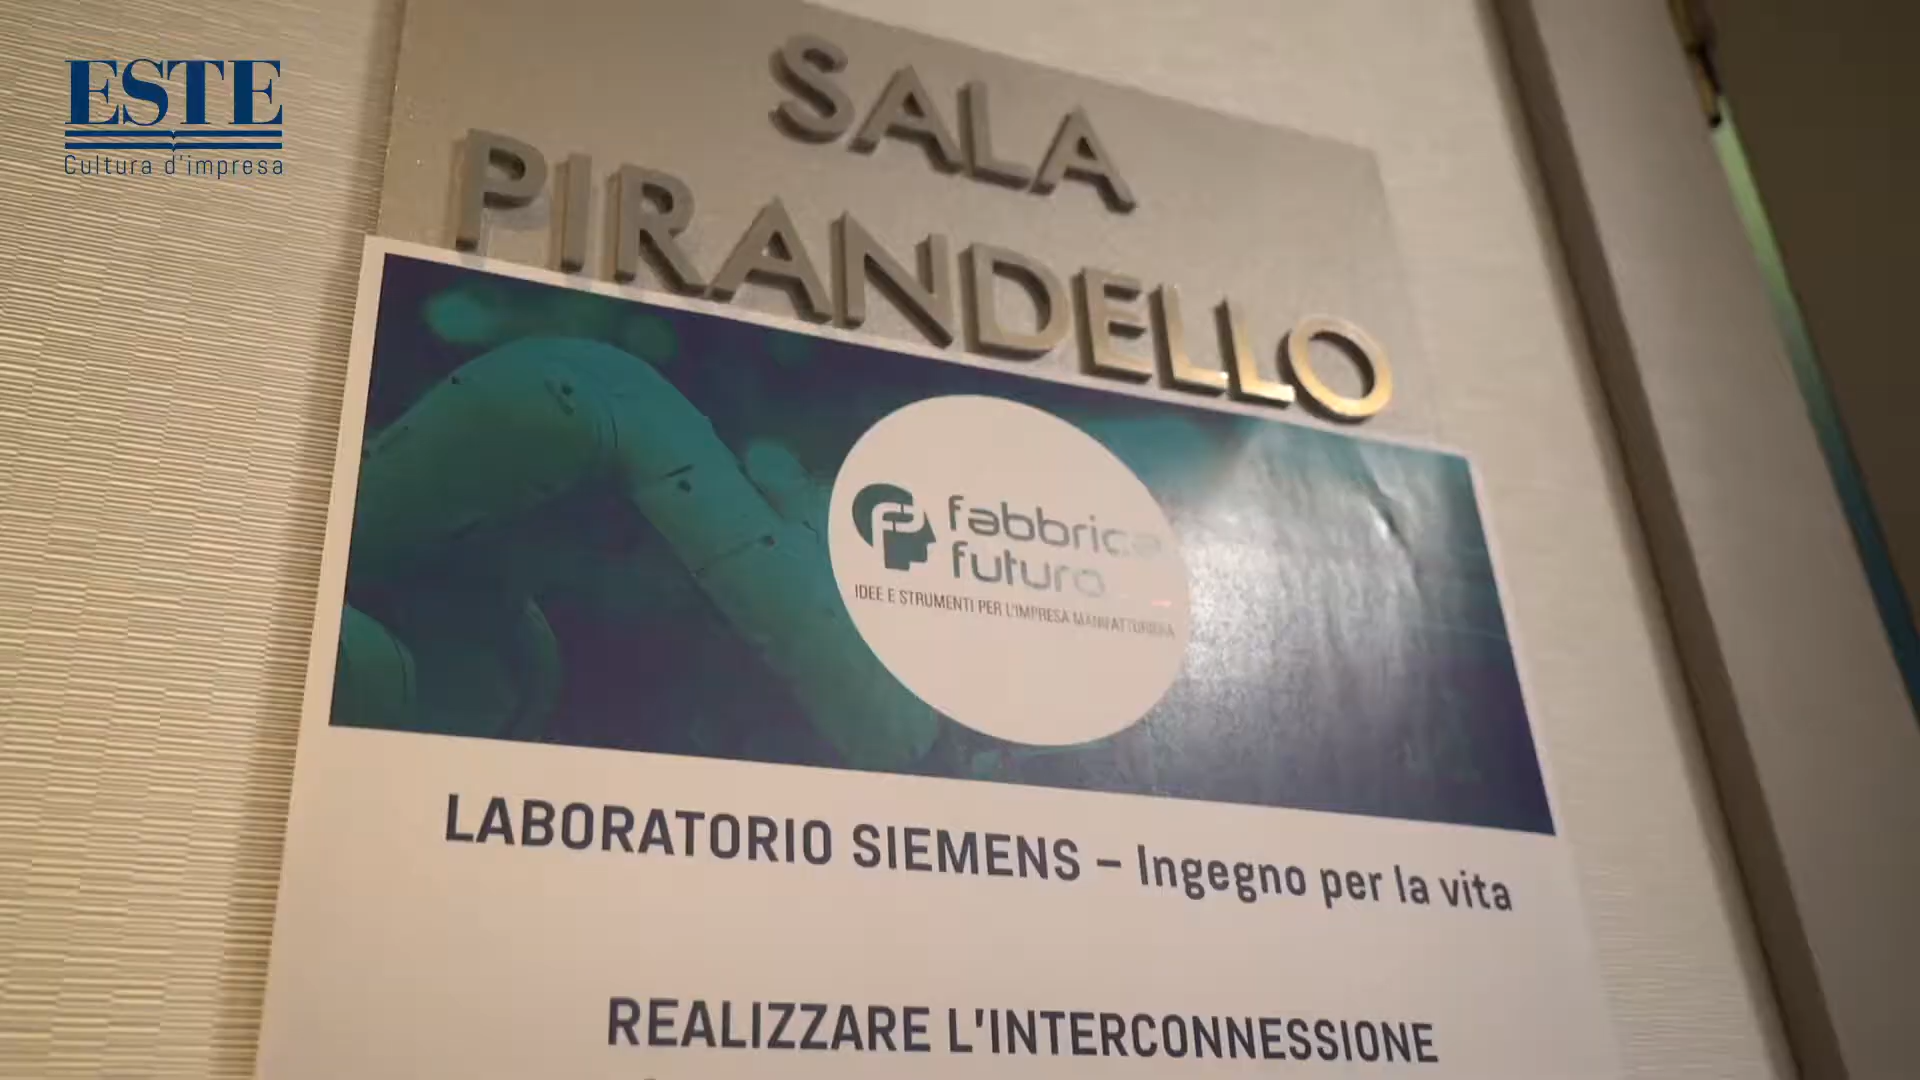 ESTE
Cultura d'impresa
SALA
PIRANDELLO
fabbrica
futuro
IDEE E STRUMENTI PER L'IMPRESA MANIFATTURIERA
LABORATORIO SIEMENS – Ingegno per la vita
REALIZZARE L'INTERCONNESSIONE